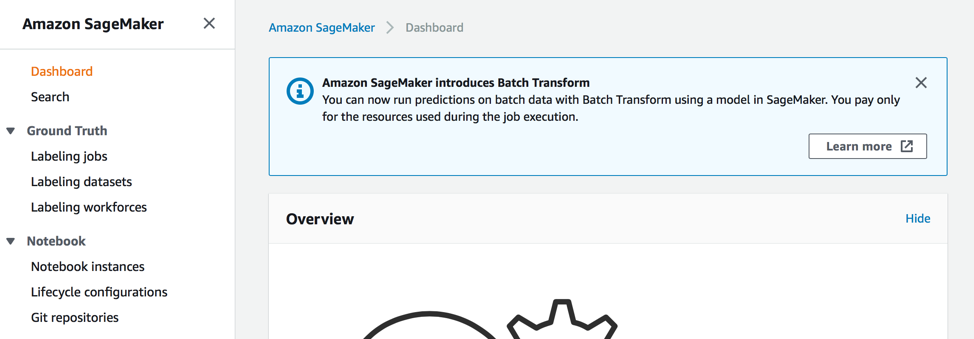 Amazon SageMaker
Dashboard
Search
Ground Truth
Labeling jobs
Labeling datasets
Labeling workforces
Notebook
Notebook instances
Lifecycle configurations
Git repositories
Amazon SageMaker > Dashboard
Amazon SageMaker introduces Batch Transform
You can now run predictions on batch data with Batch Transform using a model in SageMaker. You pay only
for the resources used during the job execution.
Learn more
Overview
Hide